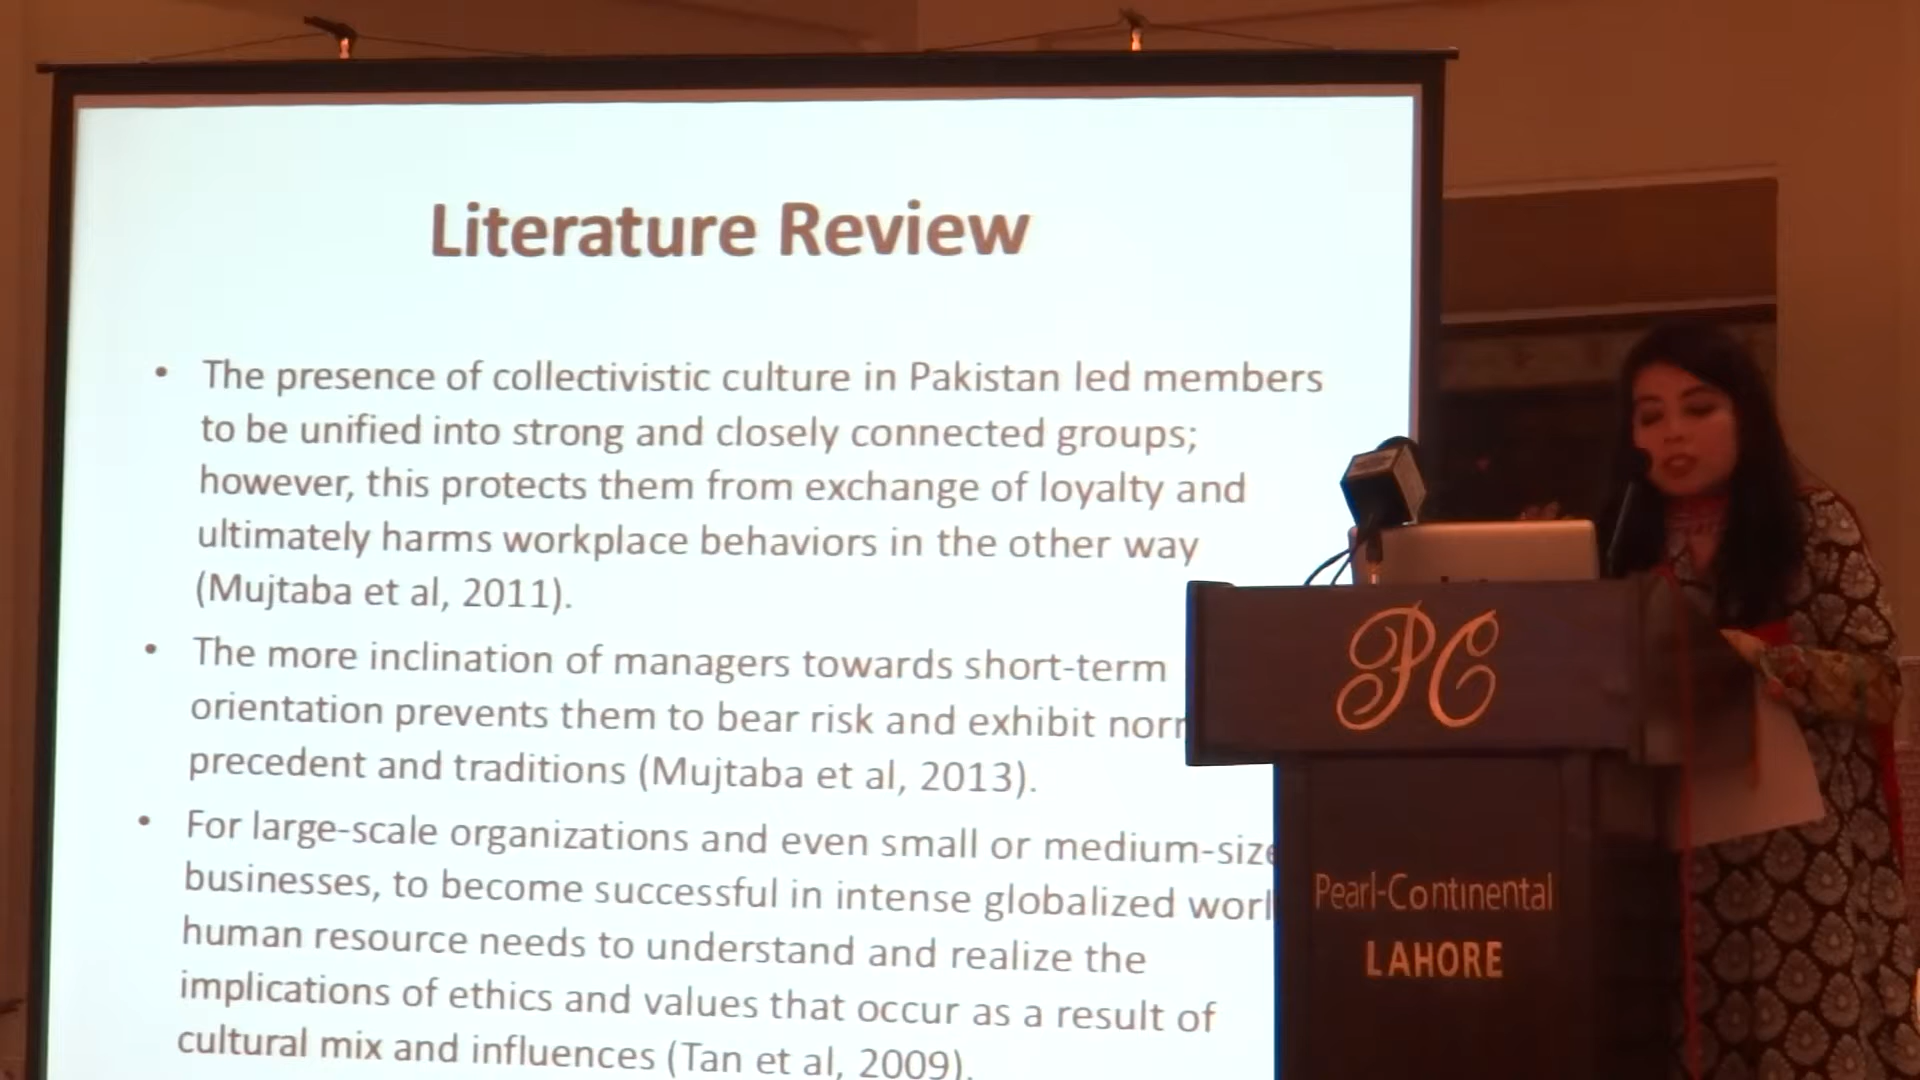 Literature Review
• The presence of collectivistic culture in Pakistan led members
to be unified into strong and closely connected groups;
however, this protects them from exchange of loyalty and
ultimately harms workplace behaviors in the other way
(Mujtaba et al, 2011).
• The more inclination of managers towards short-term
orientation prevents them to bear risk and exhibit
precedent and traditions (Mujtaba et al, 2013).
• For large-scale organizations and even small or medium-size
businesses, to become successful in intense globalized worl
human resource needs to understand and realize the
implications of ethics and values that occur as a result of
cultural mix and influences (Tan et al, 2009).
PC
Pearl-Continental
LAHORE